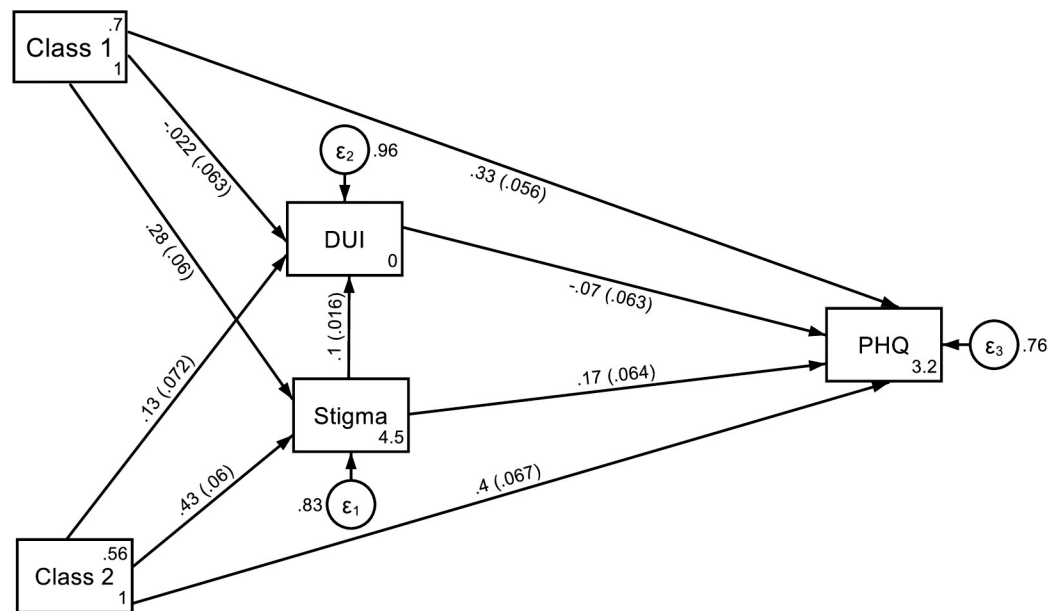 .7
Class 1
1
-.022 (.063)
.33 (.056)
.28 (.06)
ε2
.96
DUI
0
-.07 (.063)
.1 (.016)
.13 (.072)
PHQ
3.2
ε3
.76
.17 (.064)
Stigma
4.5
.43 (.06)
.4 (.067)
.83
ε1
.56
Class 2
1